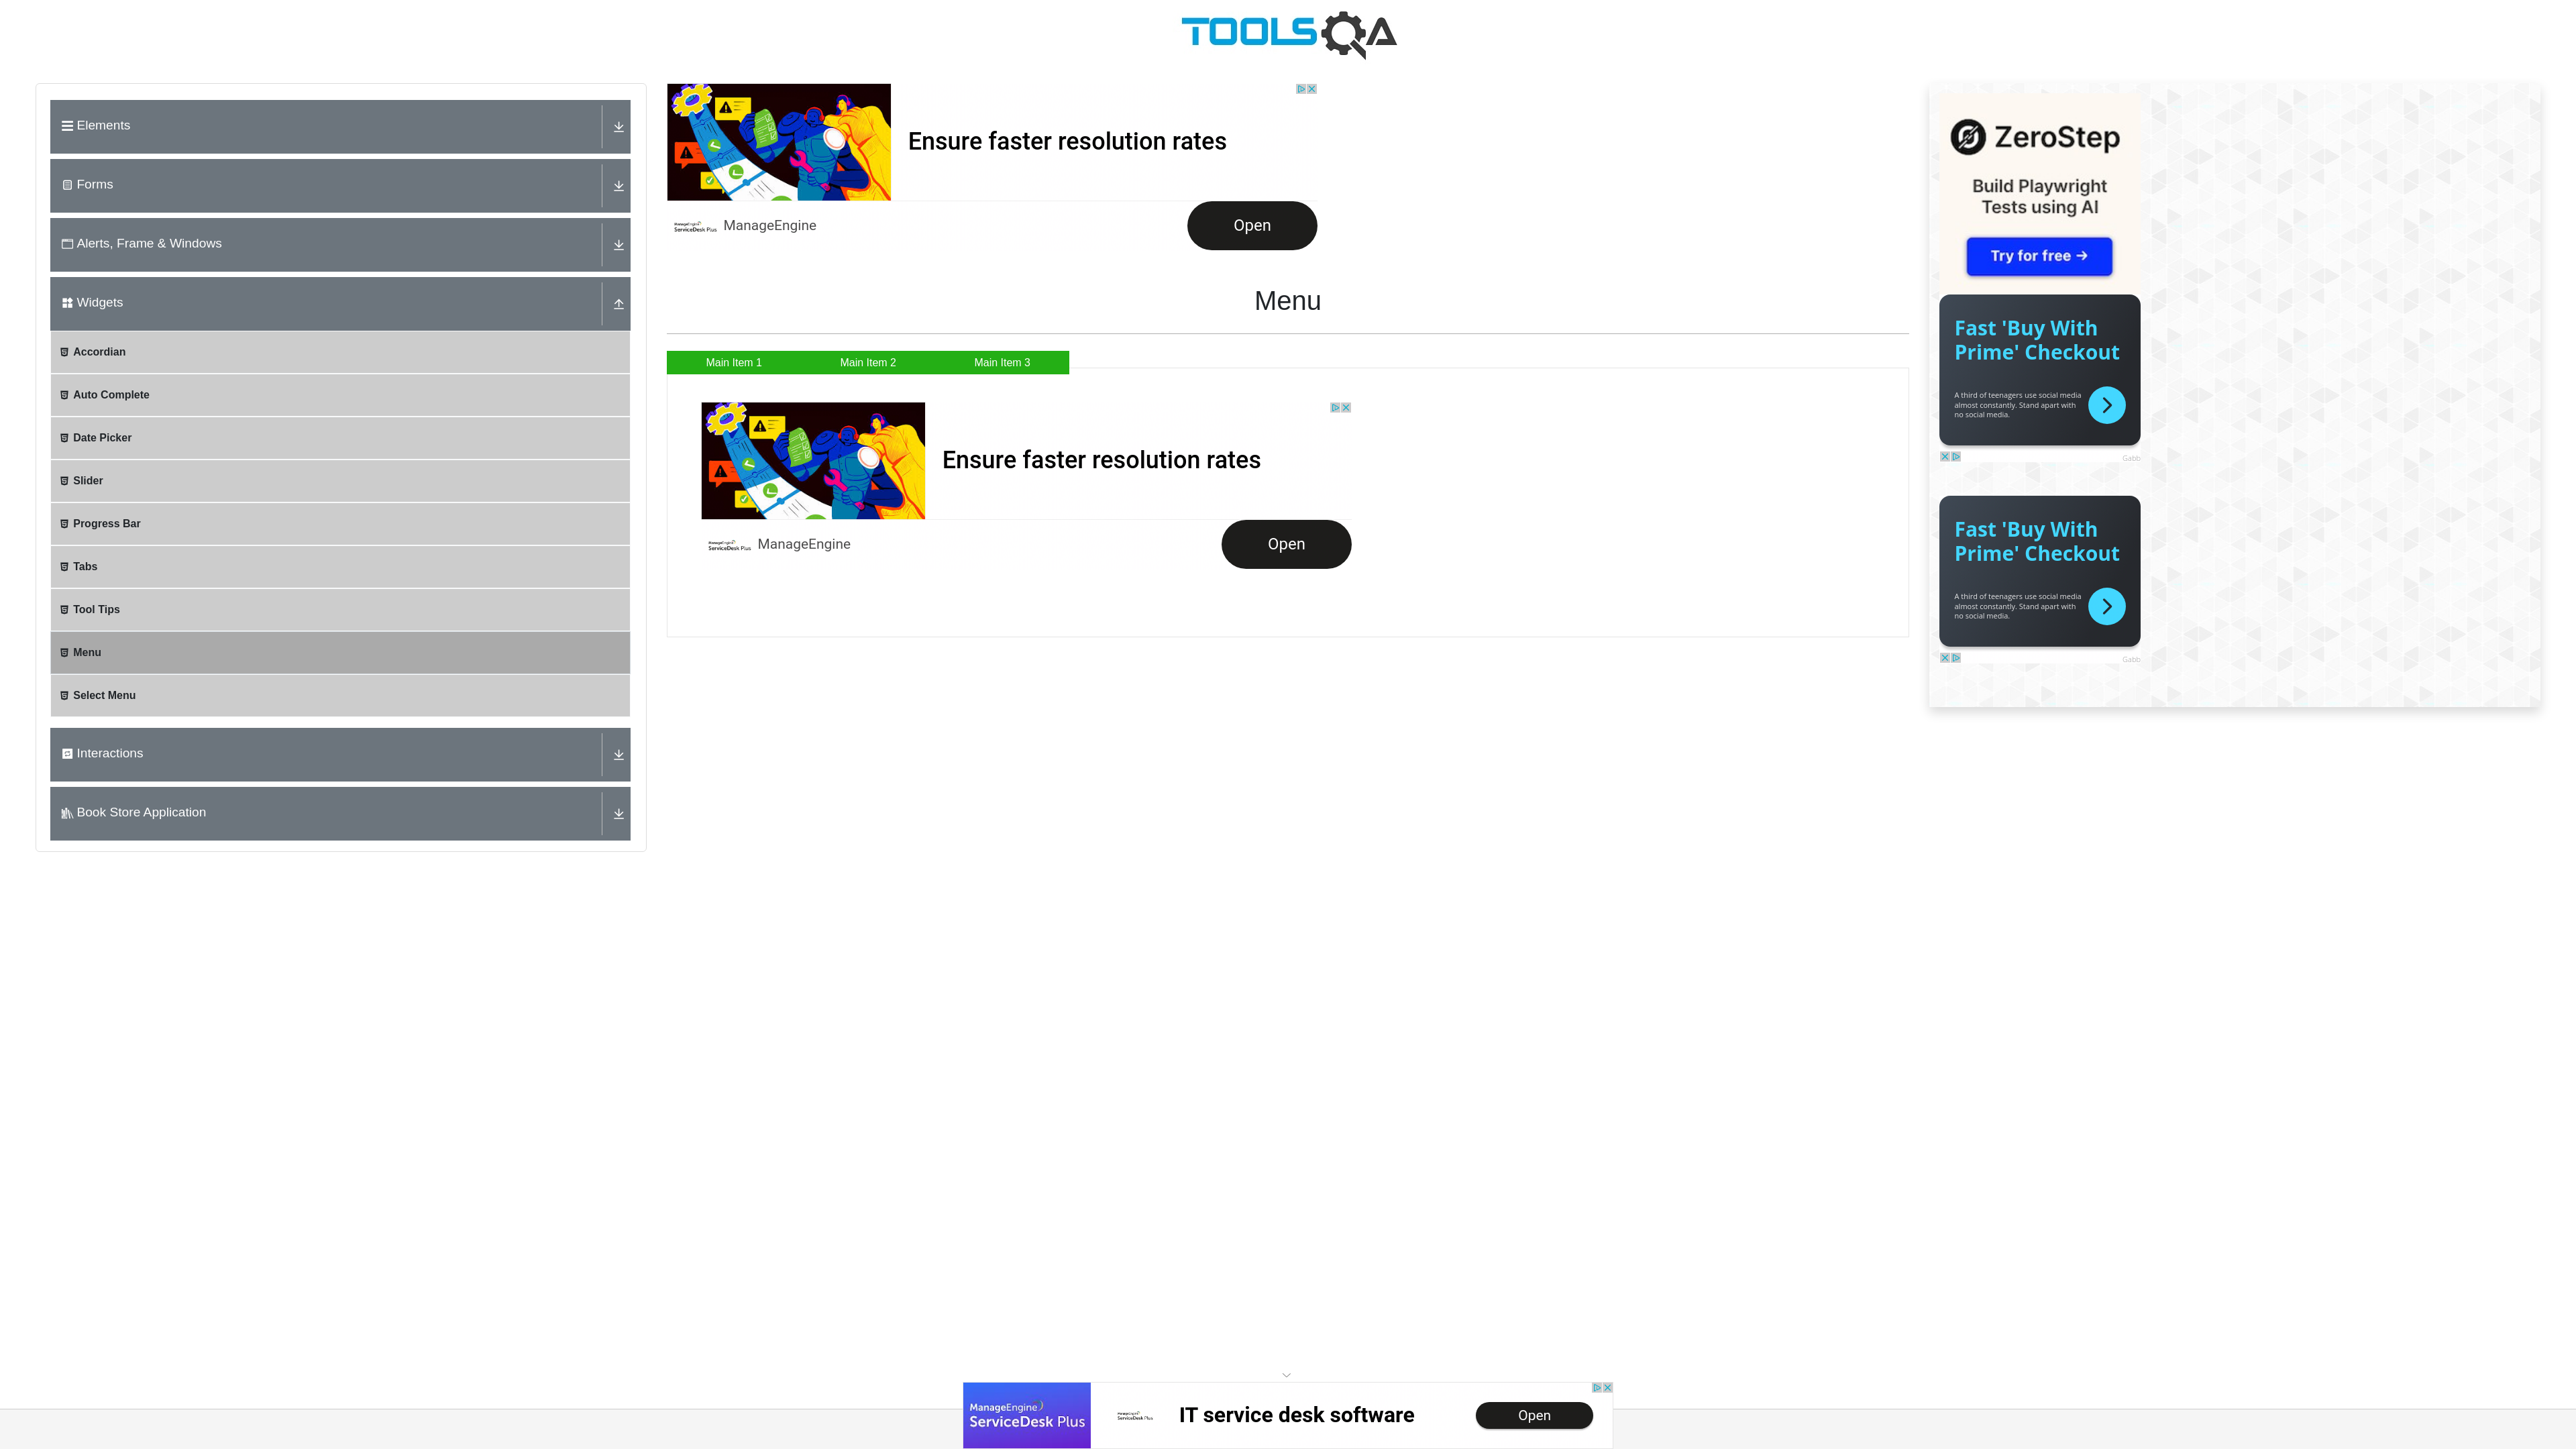 TOOLSQA
Elements
Forms
Alerts, Frame & Windows
Widgets
Accordian
Auto Complete
Date Picker
Slider
Progress Bar
Tabs
Tool Tips
Menu
Select Menu
Interactions
Book Store Application
Ensure faster resolution rates
ManageEngine
ServiceDesk Plus
ManageEngine
Open
Menu
Main Item 1
Main Item 2
Main Item 3
Ensure faster resolution rates
ManageEngine
ServiceDesk Plus
ManageEngine
Open
ZeroStep
Build Playwright
Tests using AI
Try for free →
Fast 'Buy With
Prime' Checkout
A third of teenagers use social media
almost constantly. Stand apart with
no social media.
Gabb
Fast 'Buy With
Prime' Checkout
A third of teenagers use social media
almost constantly. Stand apart with
no social media.
Gabb
ManageEngine
ServiceDesk Plus
ManageEngine
ServiceDesk Plus
IT service desk software
Open